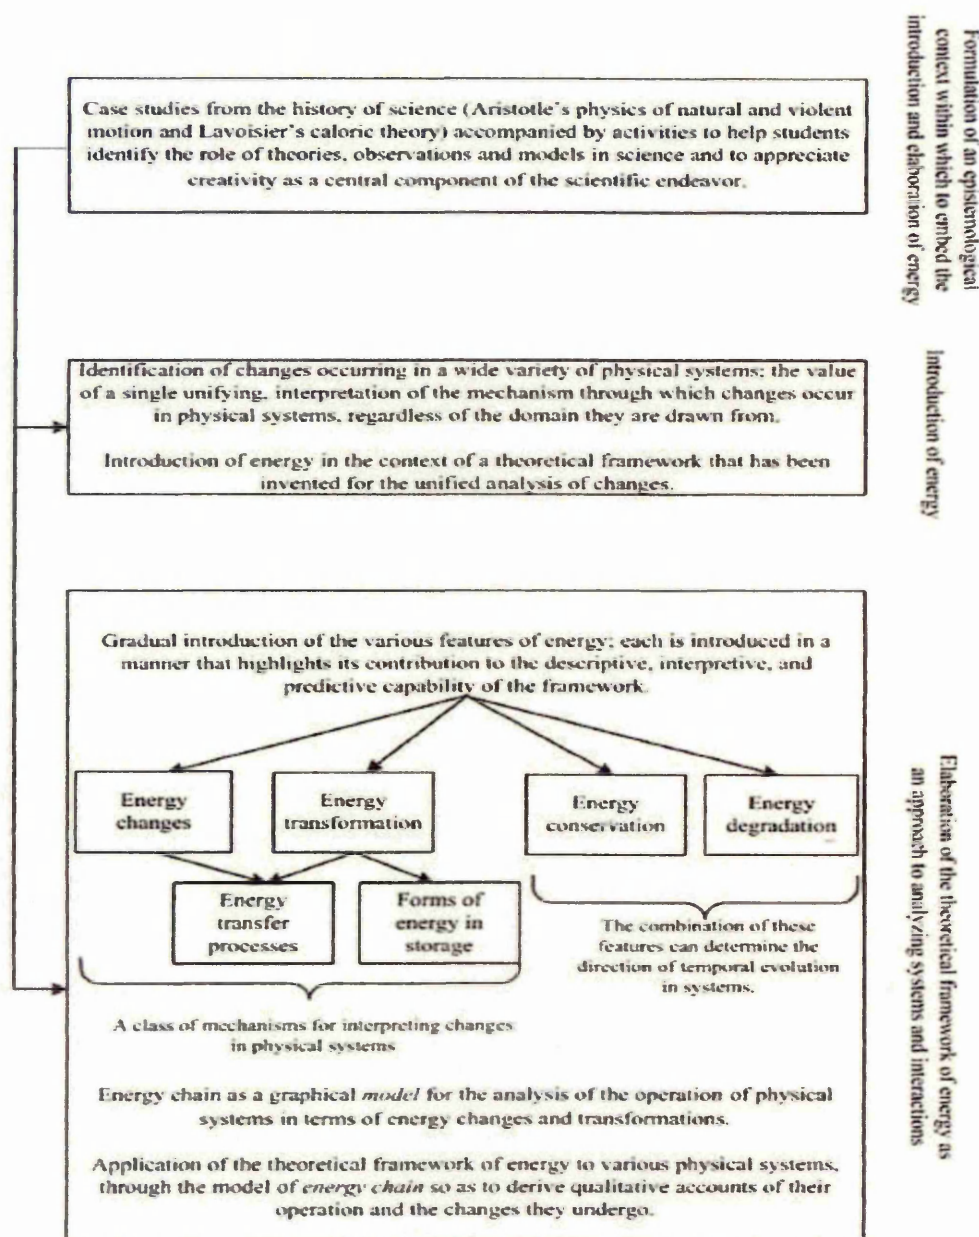 Case studies from the history of science (Aristotle's physics of natural and violent
motion and Lavoisier's caloric theory) accompanied by activities to help students
identify the role of theories, observations and models in science and to appreciate
creativity as a central component of the scientific endeavor.
Formulation of an epistemological
context within which to embed the
introduction and elaboration of energy
Identification of changes occurring in a wide variety of physical systems; the value
of a single unifying, interpretation of the mechanism through which changes occur
in physical systems, regardless of the domain they are drawn from.
Introduction of energy in the context of a theoretical framework that has been
invented for the unified analysis of changes.
Introduction of energy
Gradual introduction of the various features of energy; each is introduced in a
manner that highlights its contribution to the descriptive, interpretive, and
predictive capability of the framework.
Energy
changes
Energy
transformation
Energy
conservation
Energy
degradation
Energy
transfer
processes
Forms of
energy in
storage
The combination of these
features can determine the
direction of temporal evolution
in systems.
A class of mechanisms for interpreting changes
in physical systems
Energy chain as a graphical model for the analysis of the operation of physical
systems in terms of energy changes and transformations.
Application of the theoretical framework of energy to various physical systems,
through the model of energy chain so as to derive qualitative accounts of their
operation and the changes they undergo.
Elaboration of the theoretical framework of energy as
an approach to analyzing systems and interactions